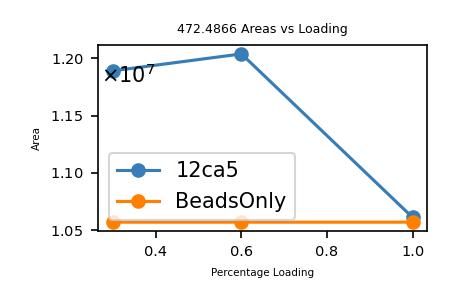 472.4866 Areas vs Loading
1.20
×10⁷
1.15
Area
1.10
12ca5
BeadsOnly
1.05
0.4 0.6 0.8 1.0
Percentage Loading